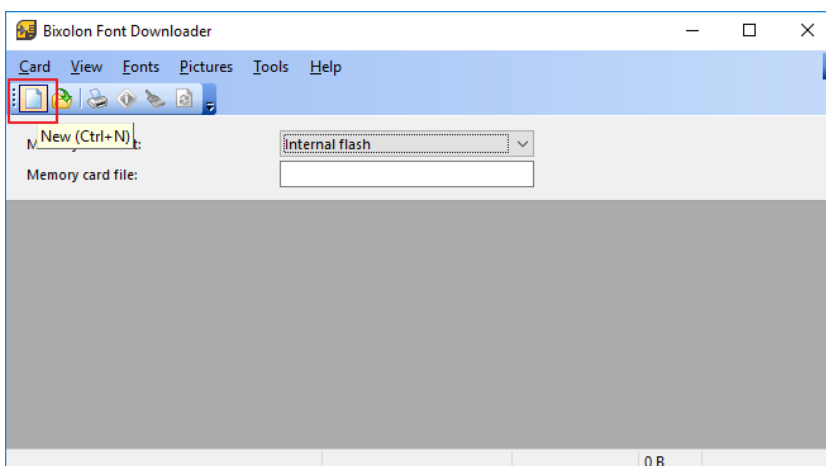 Bixolon Font Downloader
Card View Fonts Pictures Tools Help
New (Ctrl+N)
Internal flash
Memory card file:
0 B